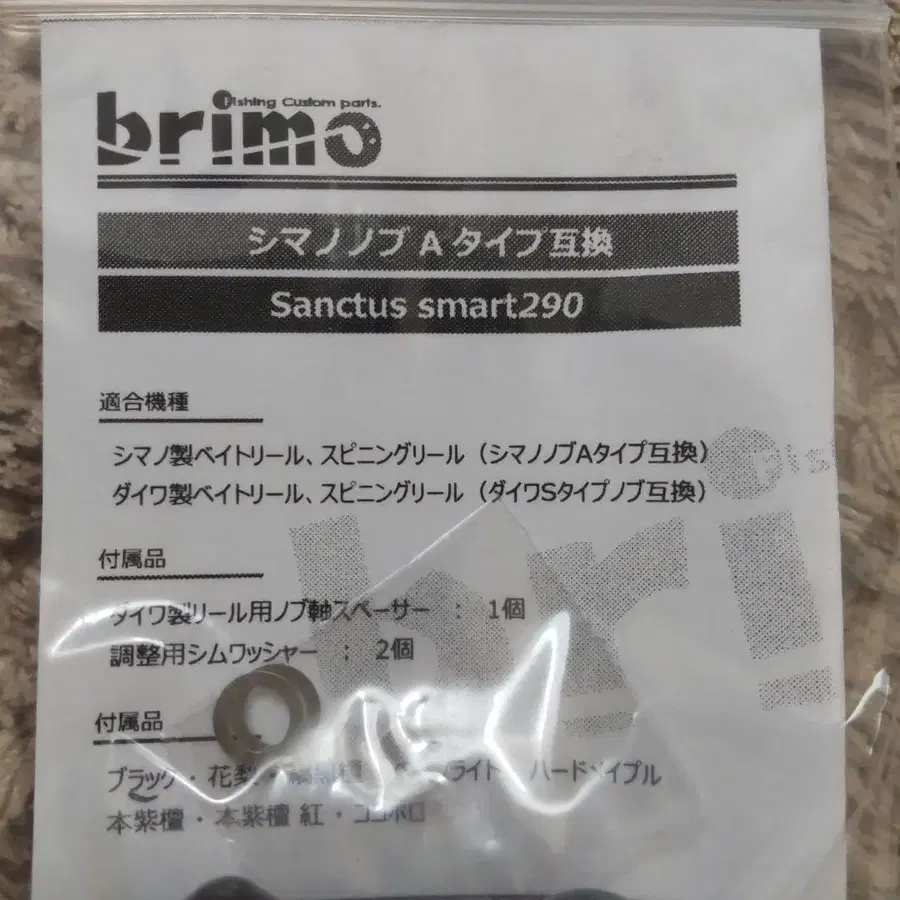 Fishing Custom parts.
brimo
シマノノブAタイプ互換
Sanctus smart290
適合機種
シマノ製ベイトリール、スピニングリール（シマノノブAタイプ互換）
ダイワ製ベイトリール、スピニングリール（ダイワSタイプノブ互換）
付属品
ダイワ製リール用ノブ軸スペーサー : 1個
調整用シムワッシャー : 2個
付属品
ブラック・花梨・ ライト ハードメイプル
本紫檀・本紫檀 紅・ココボロ
Fis
bri